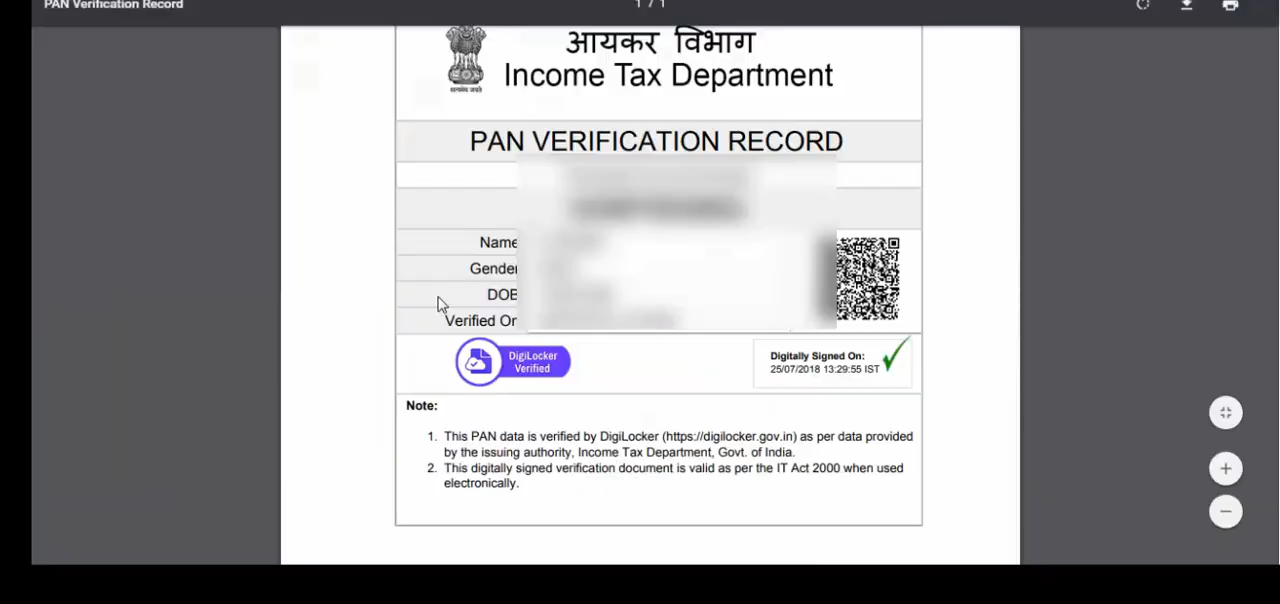 PAN Verification Record
1 / 1
आयकर विभाग
Income Tax Department
सत्यमेव जयते
PAN VERIFICATION RECORD
Name
Gender
DOB
Verified On
DigiLocker
Verified
Digitally Signed On:
25/07/2018 13:29:55 IST
Note:
1. This PAN data is verified by DigiLocker (https://digilocker.gov.in) as per data provided
by the issuing authority, Income Tax Department, Govt. of India.
2. This digitally signed verification document is valid as per the IT Act 2000 when used
electronically.